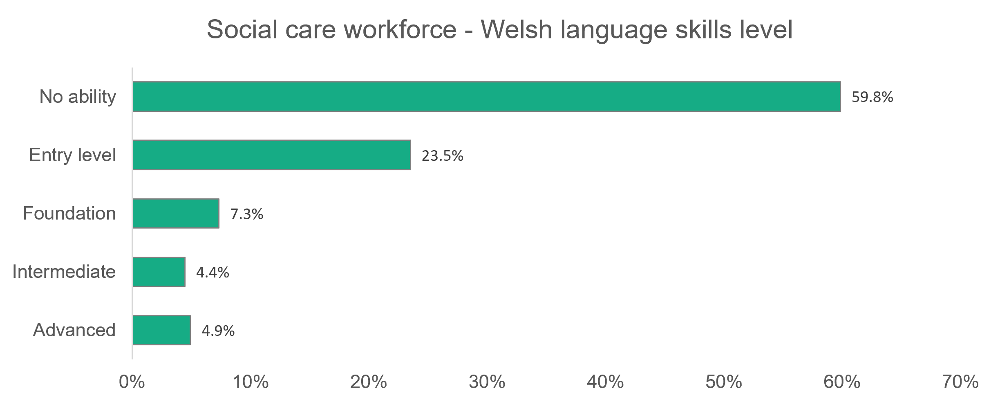 Social care workforce - Welsh language skills level
No ability 59.8%
Entry level 23.5%
Foundation 7.3%
Intermediate 4.4%
Advanced 4.9%
0% 10% 20% 30% 40% 50% 60% 70%